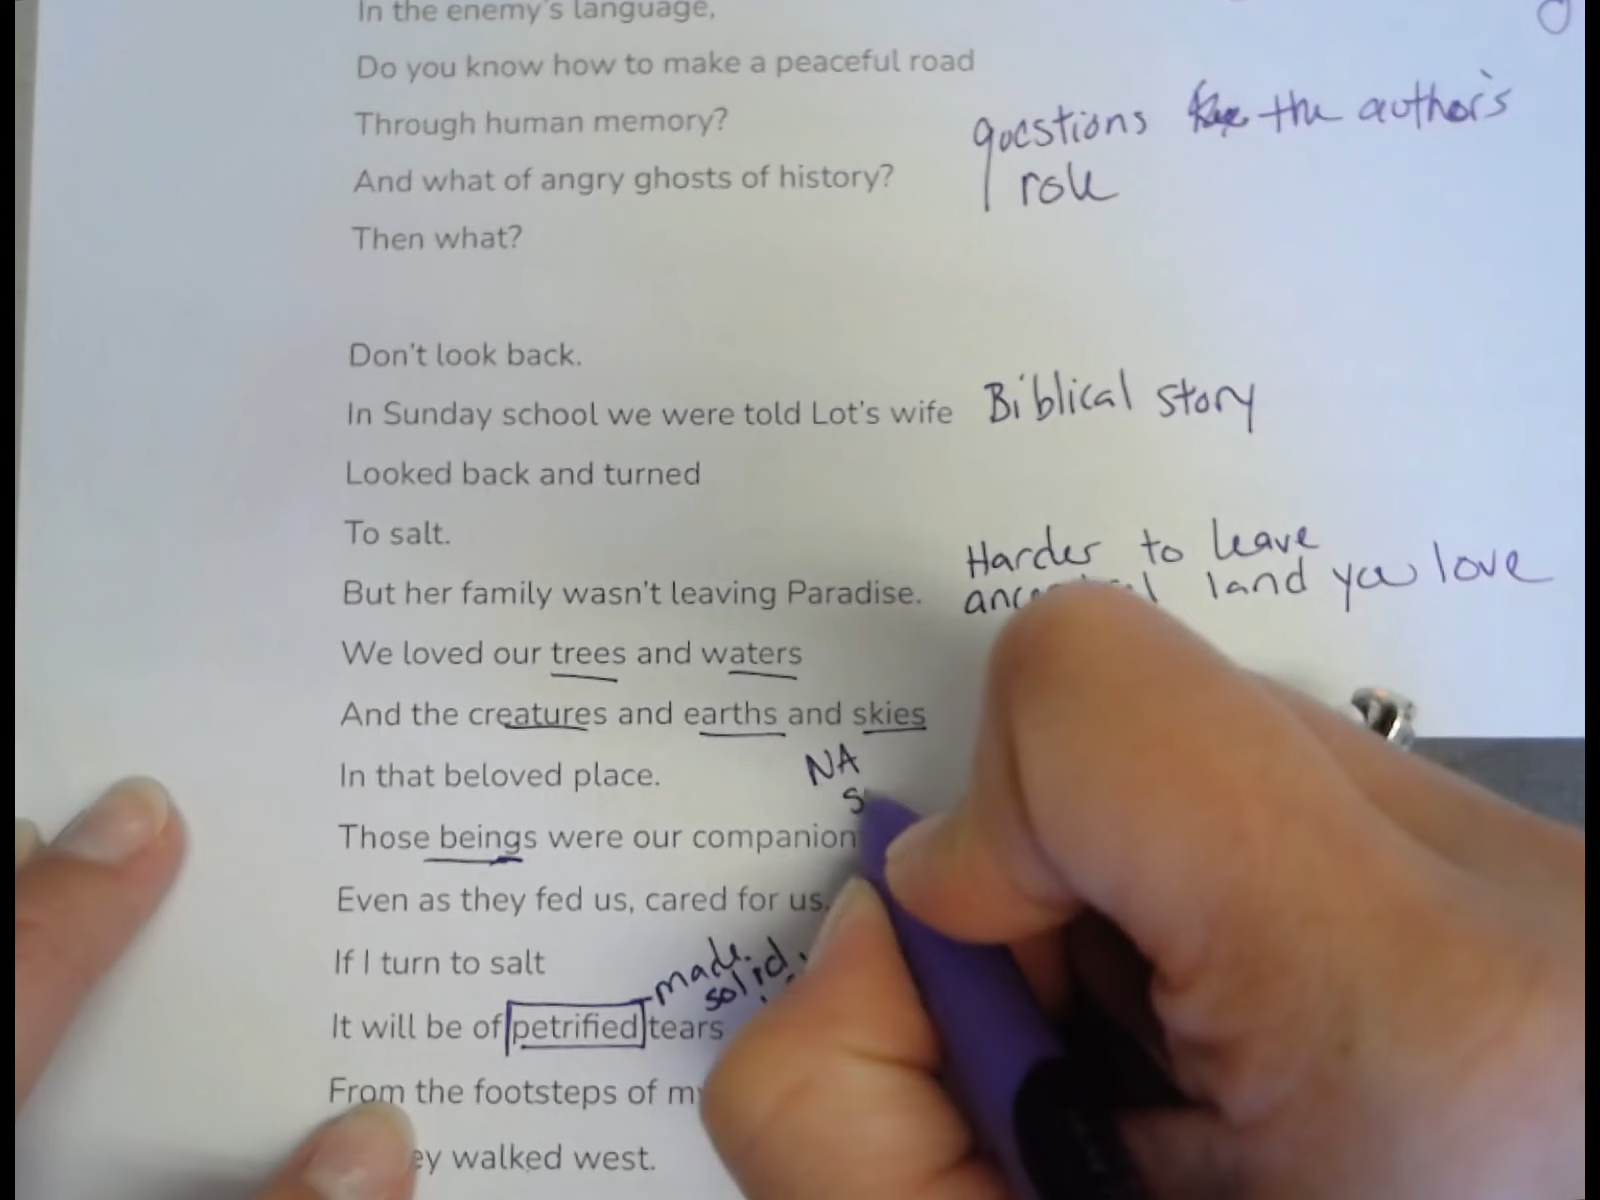 In the enemy's language,
Do you know how to make a peaceful road
Through human memory?
questions the author's
And what of angry ghosts of history?
role
Then what?
Don't look back.
In Sunday school we were told Lot's wife
Biblical story
Looked back and turned
To salt.
Harder to leave
But her family wasn't leaving Paradise.
land you love
We loved our trees and waters
And the creatures and earths and skies
NA
In that beloved place.
S
Those beings were our companion
Even as they fed us, cared for us.
made
solid
If I turn to salt
It will be of petrified tears
From the footsteps of my
ey walked west.